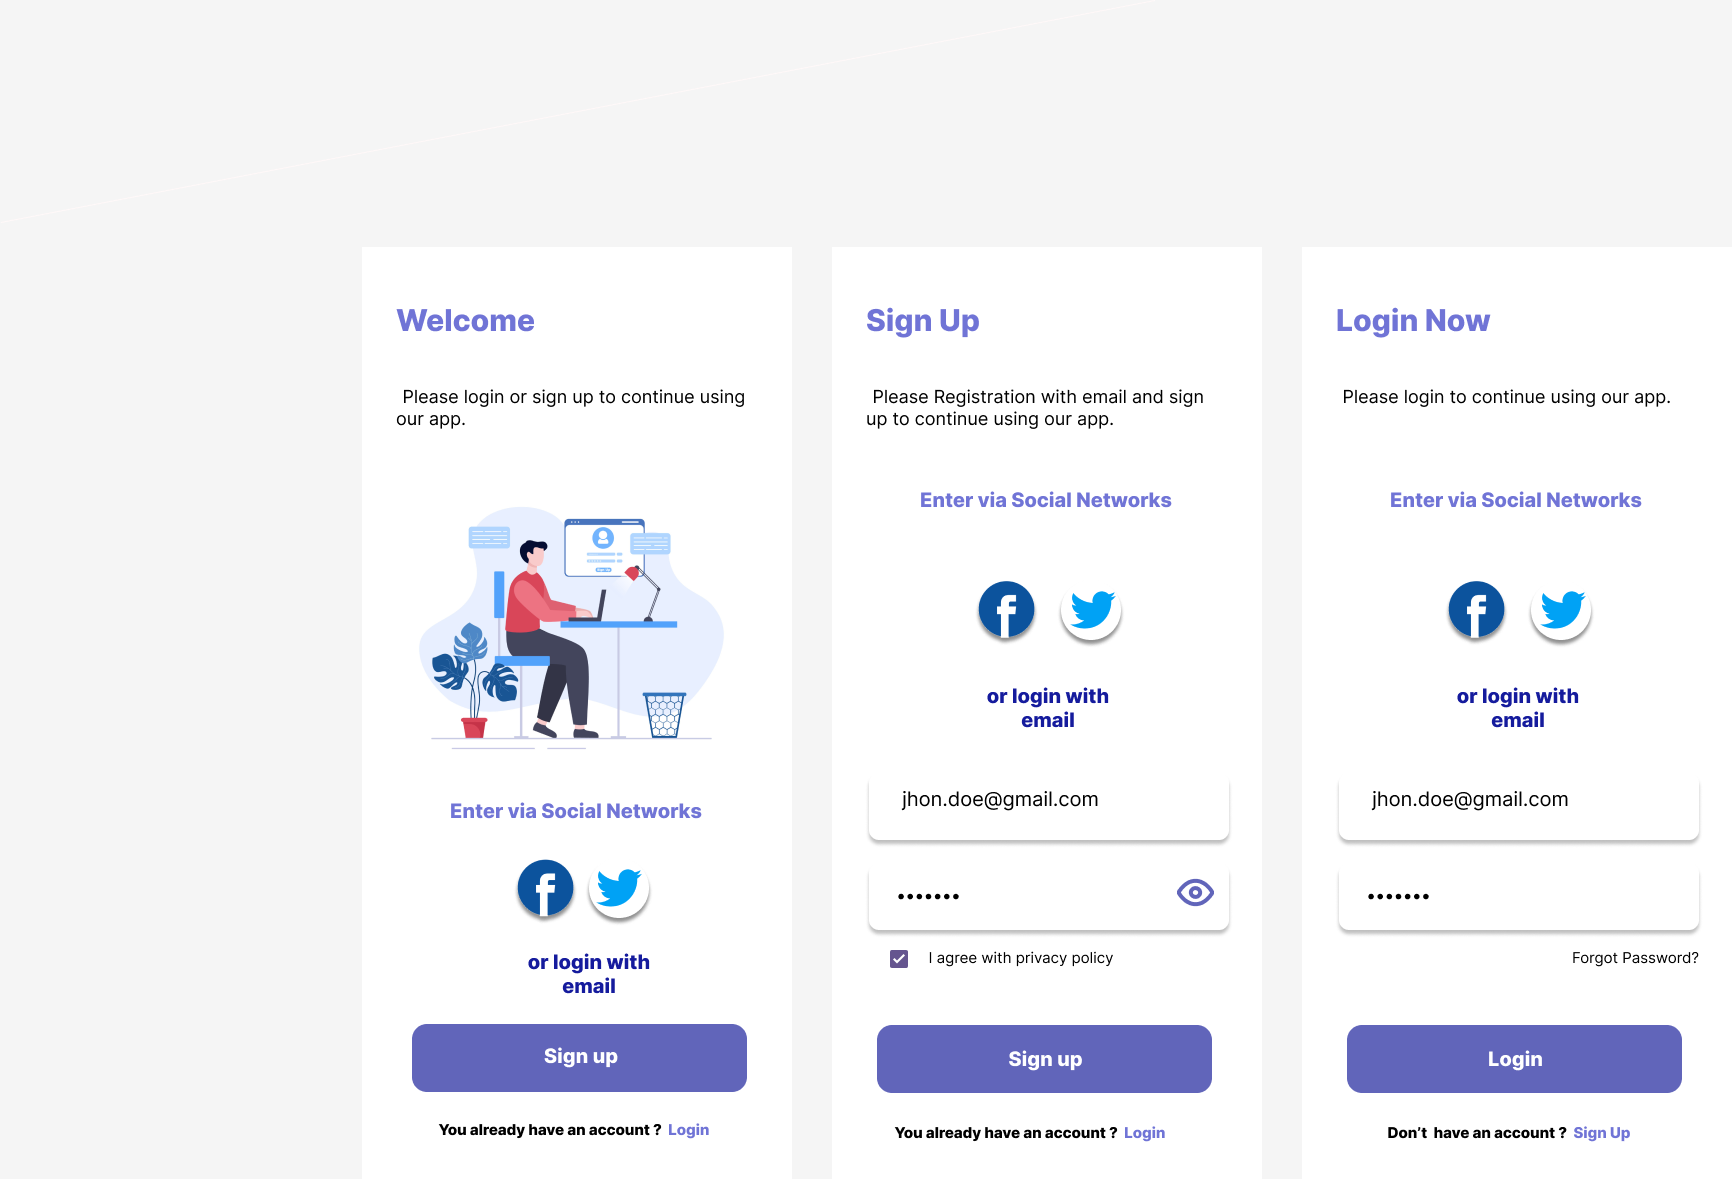 Welcome
Please login or sign up to continue using
our app.
Enter via Social Networks
or login with
email
Sign up
You already have an account ? Login
Sign Up
Please Registration with email and sign
up to continue using our app.
Enter via Social Networks
or login with
email
jhon.doe@gmail.com
•••••••
I agree with privacy policy
Sign up
You already have an account ? Login
Login Now
Please login to continue using our app.
Enter via Social Networks
or login with
email
jhon.doe@gmail.com
•••••••
Forgot Password?
Login
Don’t have an account ? Sign Up